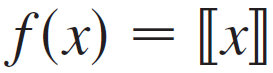 f(x) = ⟦x⟧